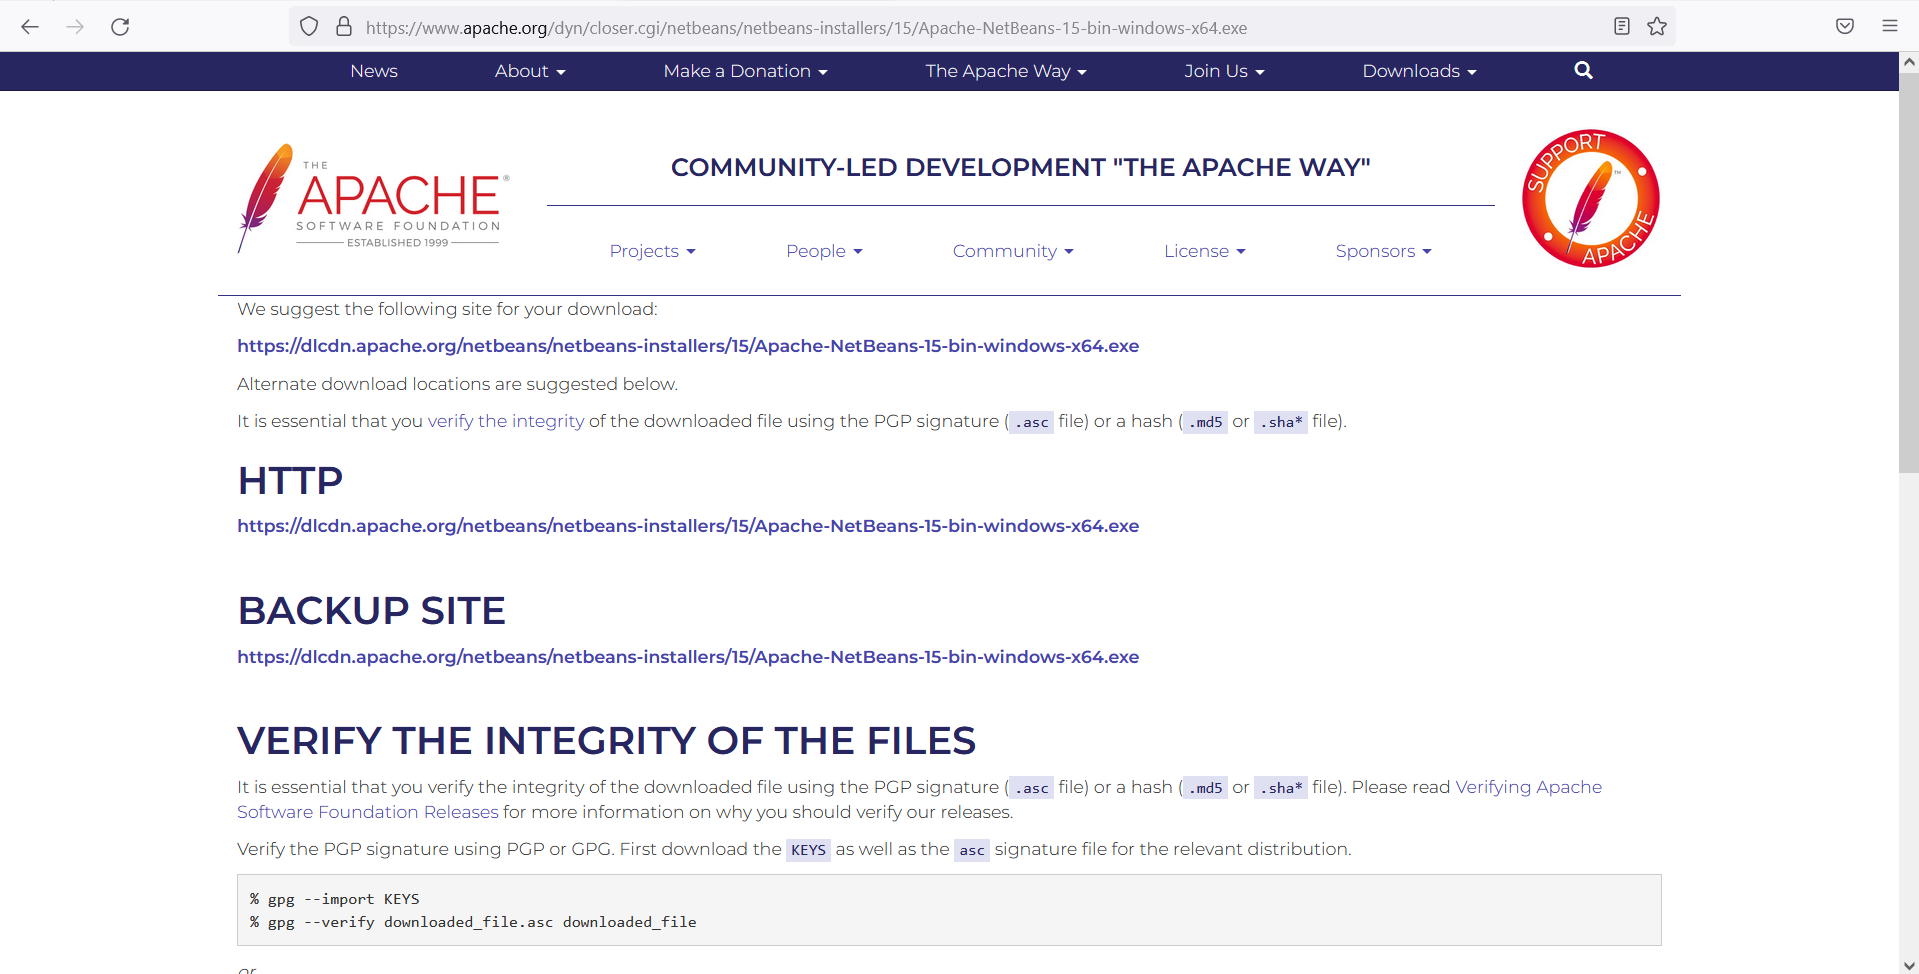 https://www.apache.org/dyn/closer.cgi/netbeans/netbeans-installers/15/Apache-NetBeans-15-bin-windows-x64.exe
News About Make a Donation The Apache Way Join Us Downloads
THE
APACHE®
SOFTWARE FOUNDATION
ESTABLISHED 1999
COMMUNITY-LED DEVELOPMENT "THE APACHE WAY"
Projects People Community License Sponsors
SUPPORT
APACHE
™
We suggest the following site for your download:
https://dlcdn.apache.org/netbeans/netbeans-installers/15/Apache-NetBeans-15-bin-windows-x64.exe
Alternate download locations are suggested below.
It is essential that you verify the integrity of the downloaded file using the PGP signature ( .asc file) or a hash ( .md5 or .sha* file).
HTTP
https://dlcdn.apache.org/netbeans/netbeans-installers/15/Apache-NetBeans-15-bin-windows-x64.exe
BACKUP SITE
https://dlcdn.apache.org/netbeans/netbeans-installers/15/Apache-NetBeans-15-bin-windows-x64.exe
VERIFY THE INTEGRITY OF THE FILES
It is essential that you verify the integrity of the downloaded file using the PGP signature ( .asc file) or a hash ( .md5 or .sha* file). Please read Verifying Apache
Software Foundation Releases for more information on why you should verify our releases.
Verify the PGP signature using PGP or GPG. First download the KEYS as well as the asc signature file for the relevant distribution.
% gpg --import KEYS
% gpg --verify downloaded_file.asc downloaded_file
or